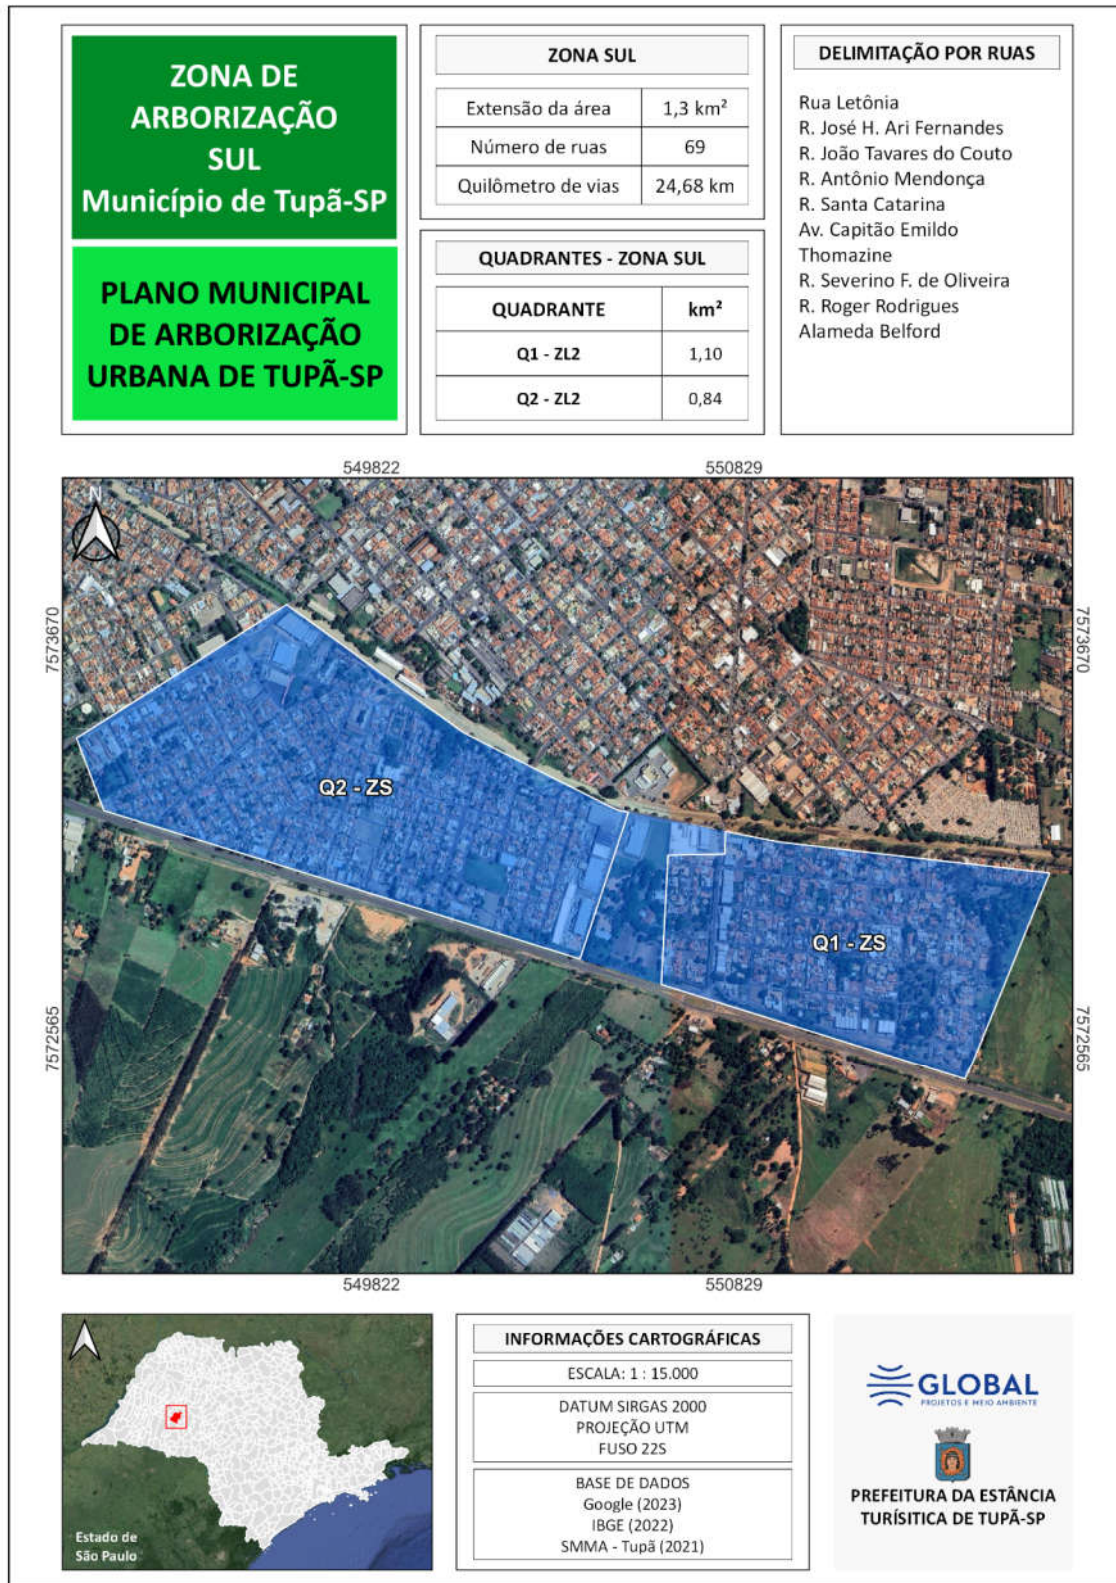 ZONA DE
ARBORIZAÇÃO
SUL
Município de Tupã-SP
PLANO MUNICIPAL
DE ARBORIZAÇÃO
URBANA DE TUPÃ-SP
ZONA SUL
Extensão da área 1,3 km²
Número de ruas 69
Quilômetro de vias 24,68 km
QUADRANTES - ZONA SUL
QUADRANTE km²
Q1 - ZL2 1,10
Q2 - ZL2 0,84
DELIMITAÇÃO POR RUAS
Rua Letônia
R. José H. Ari Fernandes
R. João Tavares do Couto
R. Antônio Mendonça
R. Santa Catarina
Av. Capitão Emildo
Thomazine
R. Severino F. de Oliveira
R. Roger Rodrigues
Alameda Belford
549822 550829
N
7573670 7573670
Q2 - ZS
Q1 - ZS
7572565 7572565
549822 550829
Estado de
São Paulo
INFORMAÇÕES CARTOGRÁFICAS
ESCALA: 1 : 15.000
DATUM SIRGAS 2000
PROJEÇÃO UTM
FUSO 22S
BASE DE DADOS
Google (2023)
IBGE (2022)
SMMA - Tupã (2021)
GLOBAL
PROJETOS E MEIO AMBIENTE
PREFEITURA DA ESTÂNCIA
TURÍSITICA DE TUPÃ-SP